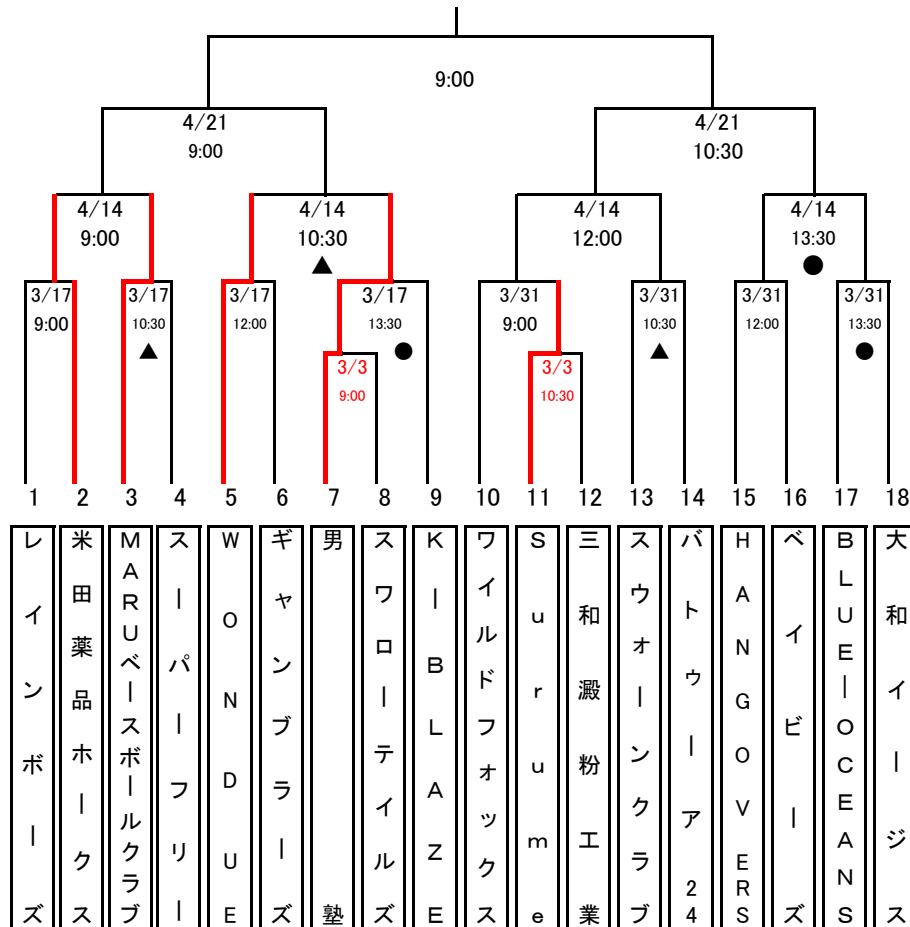 9:00
4/21
9:00
4/21
10:30
4/14
9:00
4/14
10:30
▲
4/14
12:00
4/14
13:30
●
3/17
9:00
3/17
10:30
▲
3/17
12:00
3/17
13:30
●
3/31
9:00
3/31
10:30
▲
3/31
12:00
3/31
13:30
●
3/3
9:00
3/3
10:30
1 2 3 4 5 6 7 8 9 10 11 12 13 14 15 16 17 18
レインボーズ
米田薬品ホークス
MARUベースボールクラブ
スーパーフリー
WONDUE
ギャンブラーズ
男塾
スワローテイルズ
K―BLAZE
ワイルドフォックス
Surume
三和澱粉工業
スウォーンクラブ
バトゥーア24
HANGOVERS
ベイビーズ
BLUE―OCEANS
大和イージス